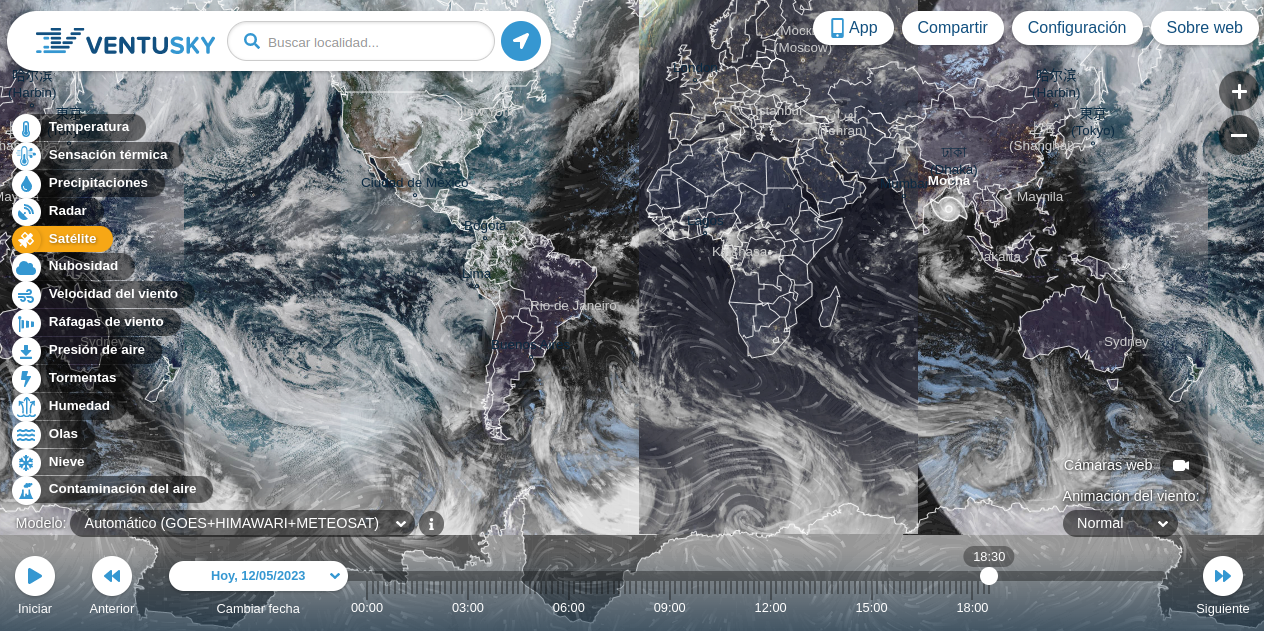 VENTUSKY
Buscar localidad...
App
Compartir
Configuración
Sobre web
Москва
(Moscow)
哈尔滨
(Harbin)
東京
哈尔滨
(Harbin)
東京
(Tokyo)
İstanbul
(Tehran)
(Shanghai)
ঢাকা
(Dhaka)
Mocha
Maynila
Ciudad de México
Bogotá
Lima
Kinshasa
Jakarta
Rio de Janeiro
Buenos Aires
Sydney
Sydney
Temperatura
Sensación térmica
Precipitaciones
Radar
Satélite
Nubosidad
Velocidad del viento
Ráfagas de viento
Presión de aire
Tormentas
Humedad
Olas
Nieve
Contaminación del aire
Cámaras web
Animación del viento:
Normal
Modelo:
Automático (GOES+HIMAWARI+METEOSAT)
18:30
Hoy, 12/05/2023
Iniciar
Anterior
Cambiar fecha
00:00
03:00
06:00
09:00
12:00
15:00
18:00
Siguiente